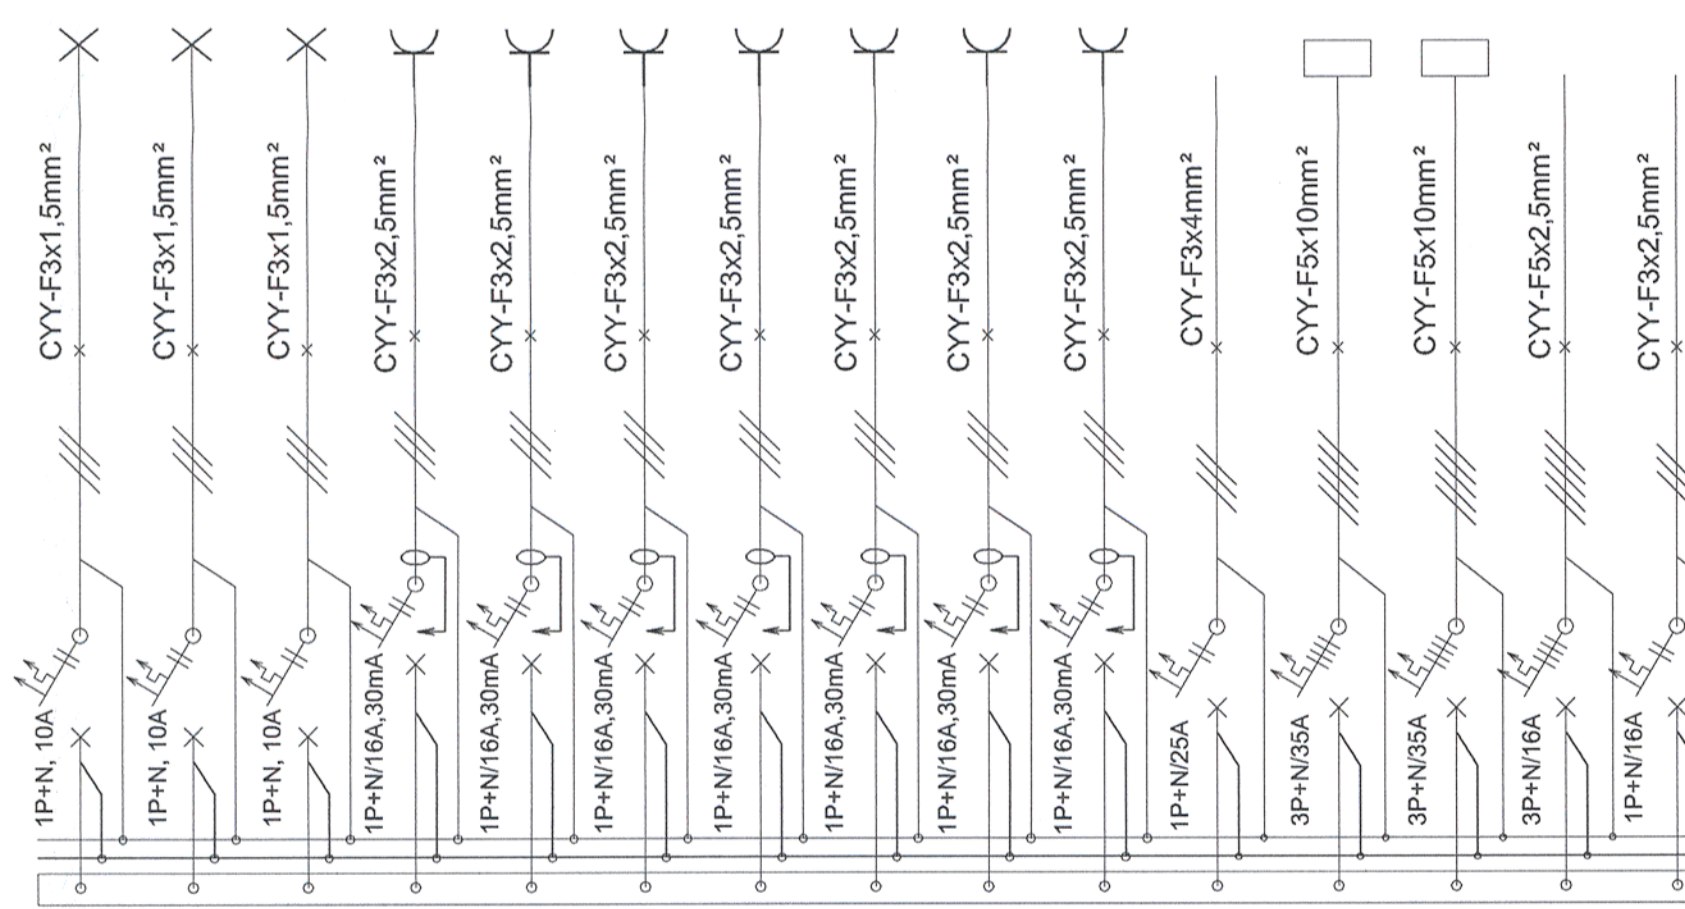 CYY-F3x1,5mm²
CYY-F3x1,5mm²
CYY-F3x1,5mm²
CYY-F3x2,5mm²
CYY-F3x2,5mm²
CYY-F3x2,5mm²
CYY-F3x2,5mm²
CYY-F3x2,5mm²
CYY-F3x2,5mm²
CYY-F3x2,5mm²
CYY-F3x4mm²
CYY-F5x10mm²
CYY-F5x10mm²
CYY-F5x2,5mm²
CYY-F3x2,5mm²
1P+N, 10A
1P+N, 10A
1P+N, 10A
1P+N/16A,30mA
1P+N/16A,30mA
1P+N/16A,30mA
1P+N/16A,30mA
1P+N/16A,30mA
1P+N/16A,30mA
1P+N/16A,30mA
1P+N/25A
3P+N/35A
3P+N/35A
3P+N/16A
1P+N/16A